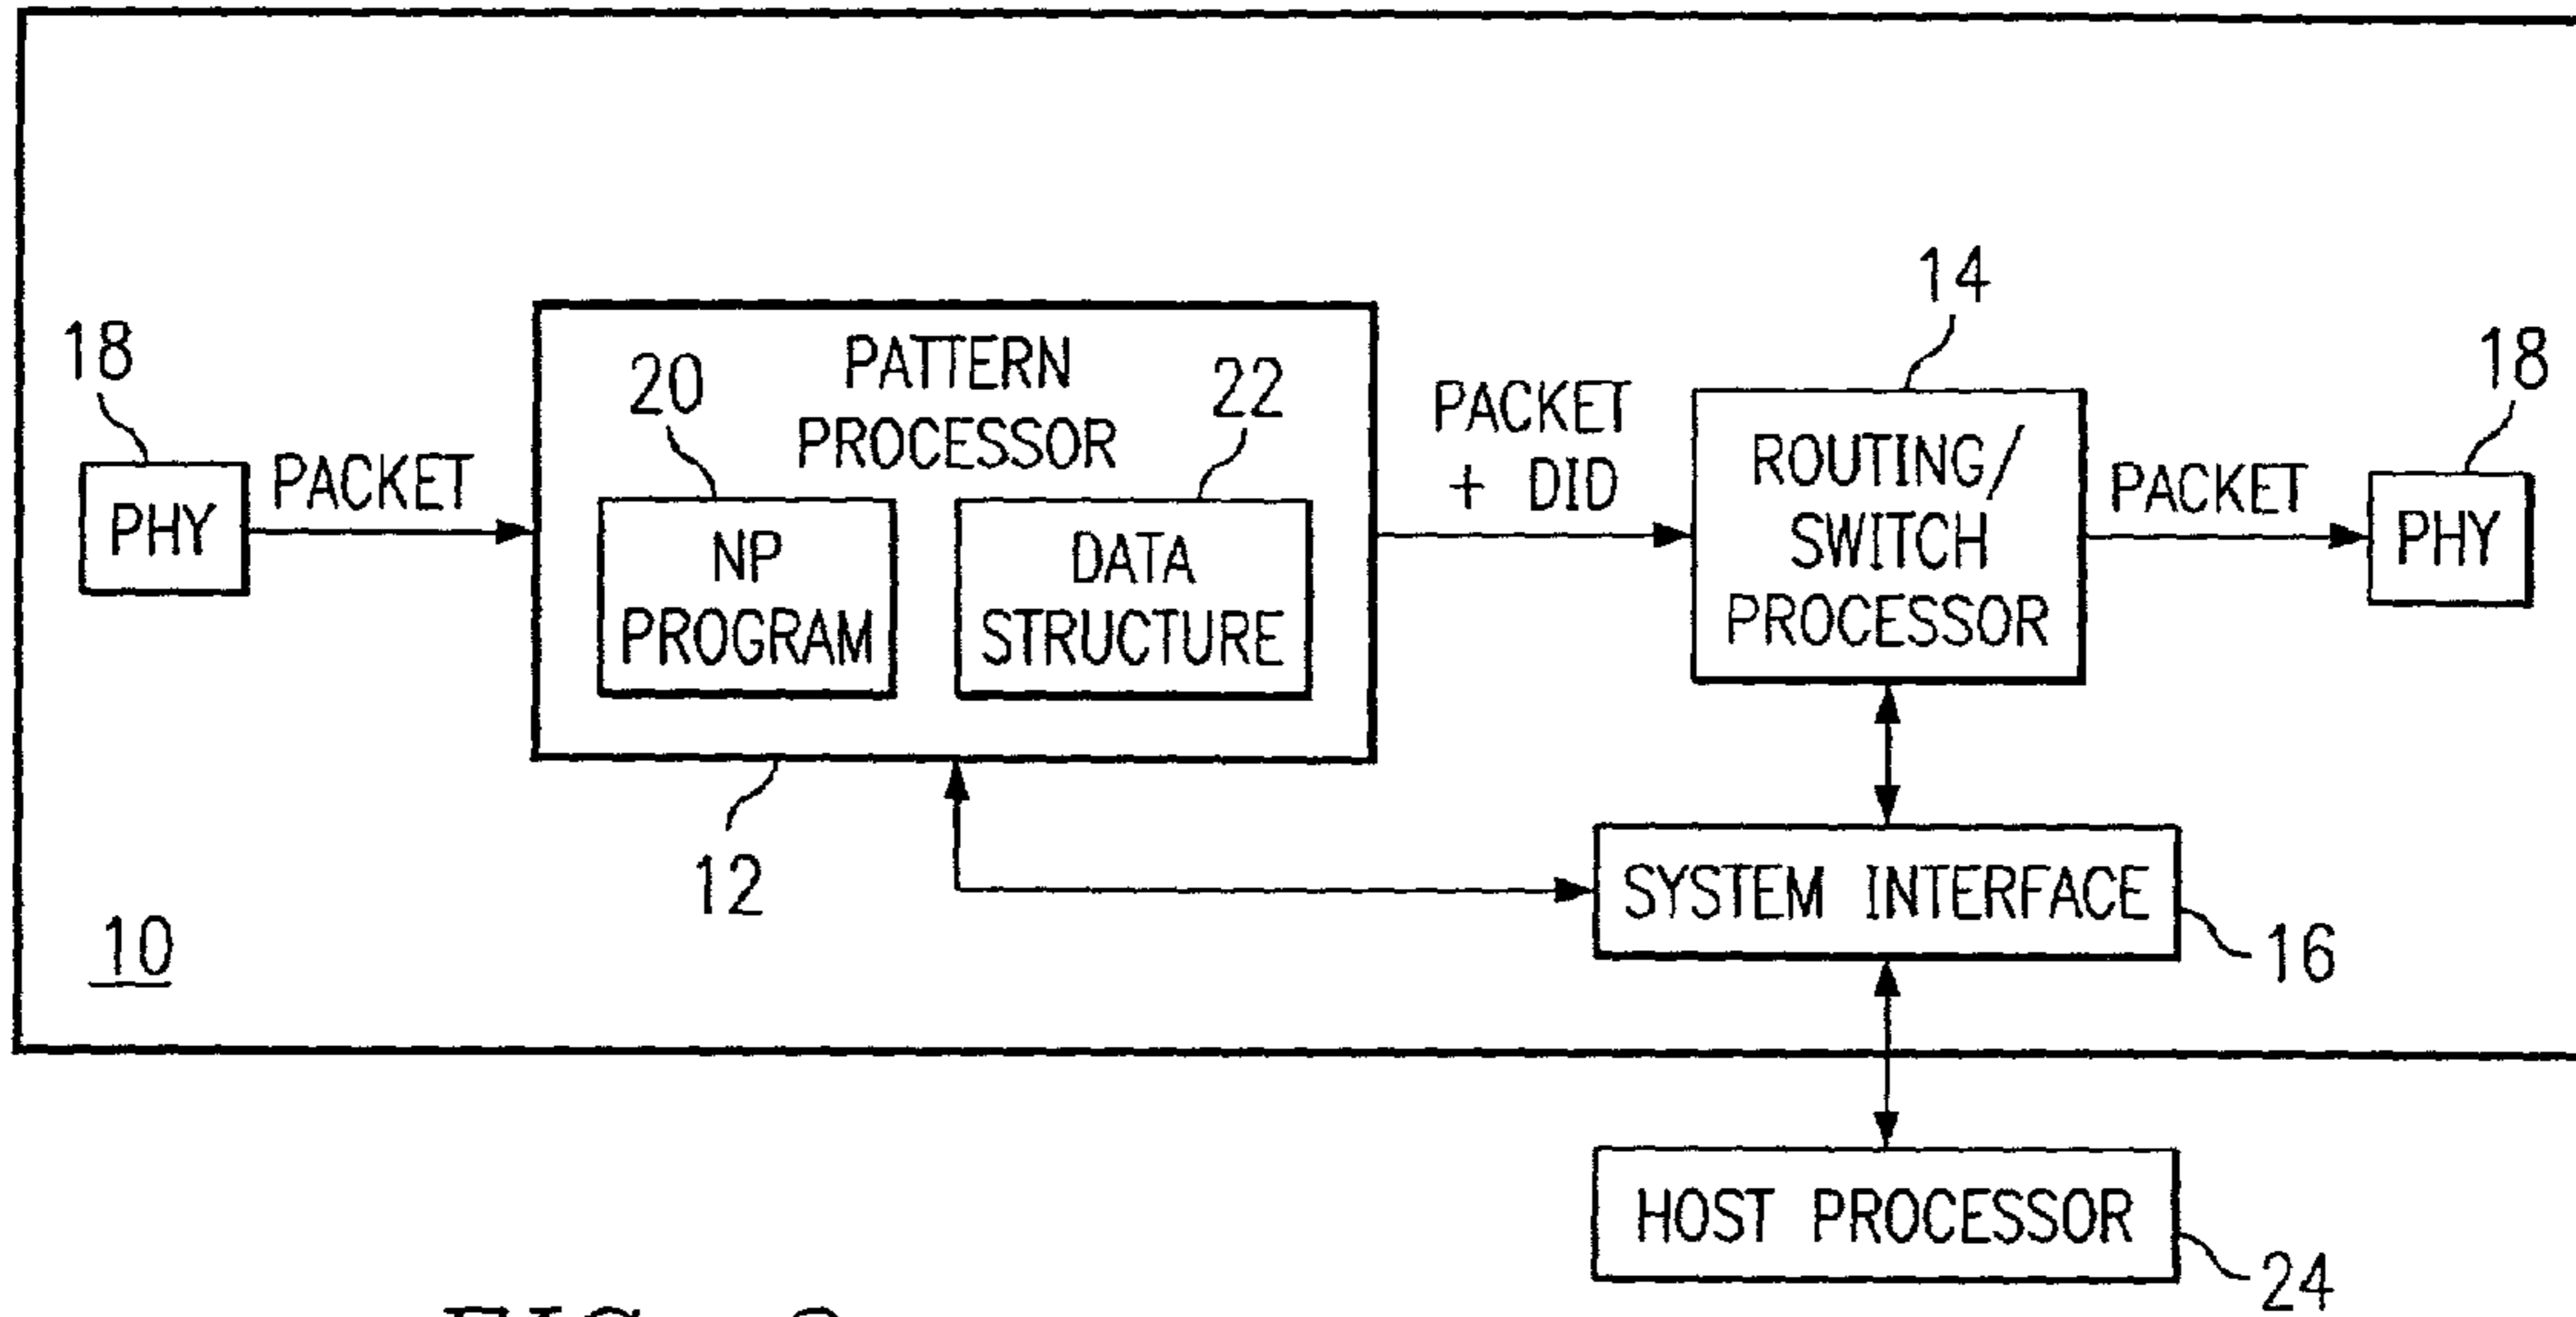 14
18
PATTERN
PROCESSOR
20
22
PACKET
+ DID
18
PHY
PACKET
NP
PROGRAM
DATA
STRUCTURE
ROUTING/
SWITCH
PROCESSOR
PACKET
PHY
12
SYSTEM INTERFACE
10
16
HOST PROCESSOR
24